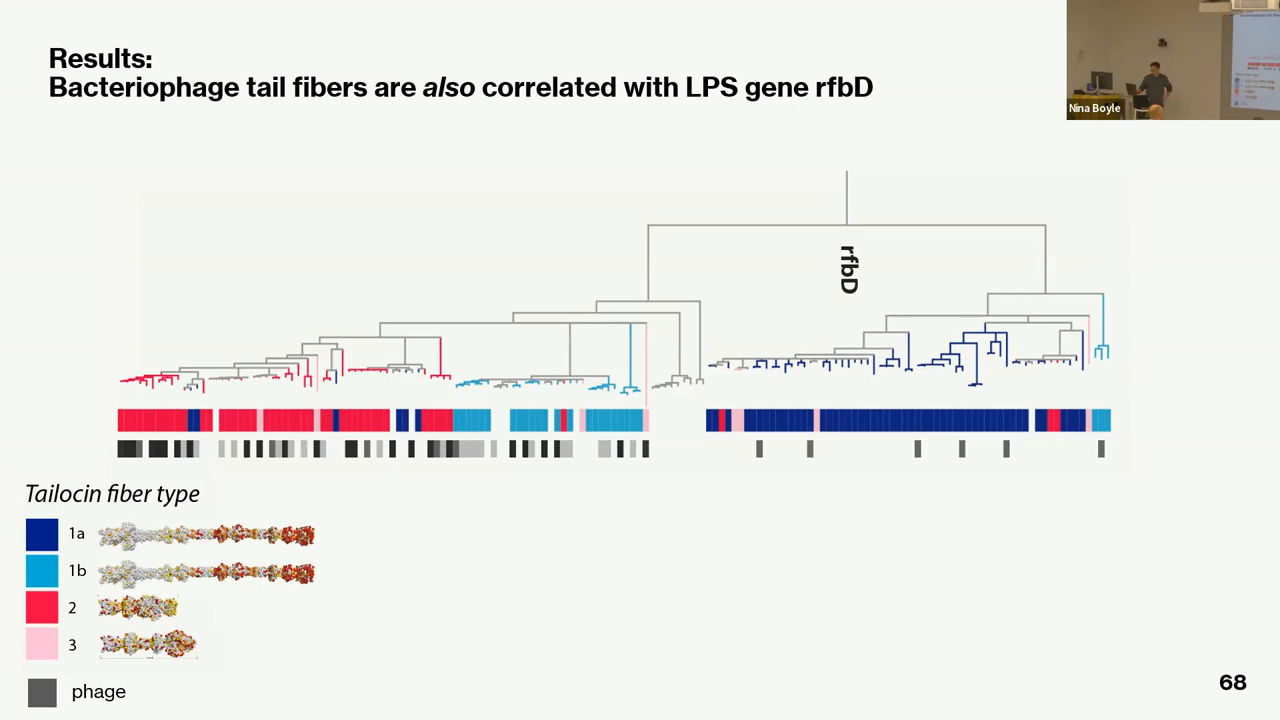 Results:
Bacteriophage tail fibers are also correlated with LPS gene rfbD
Nina Boyle
rfbD
Tailocin fiber type
1a
1b
2
3
phage
68